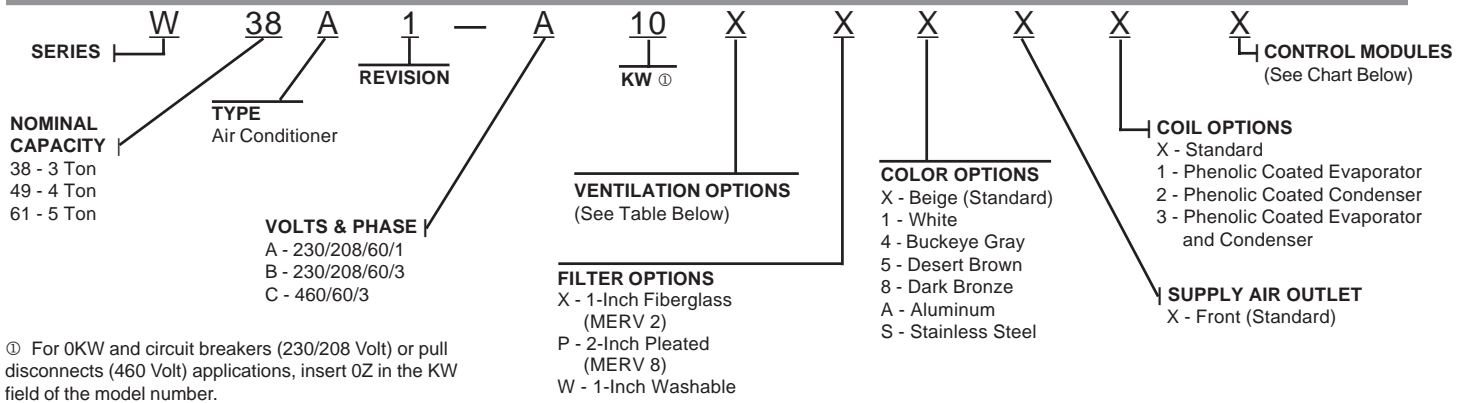 W 38 A 1 — A 10 X X X X X X
SERIES
REVISION
KW ①
CONTROL MODULES
(See Chart Below)
NOMINAL
CAPACITY
38 - 3 Ton
49 - 4 Ton
61 - 5 Ton
TYPE
Air Conditioner
VOLTS & PHASE
A - 230/208/60/1
B - 230/208/60/3
C - 460/60/3
VENTILATION OPTIONS
(See Table Below)
FILTER OPTIONS
X - 1-Inch Fiberglass
(MERV 2)
P - 2-Inch Pleated
(MERV 8)
W - 1-Inch Washable
COLOR OPTIONS
X - Beige (Standard)
1 - White
4 - Buckeye Gray
5 - Desert Brown
8 - Dark Bronze
A - Aluminum
S - Stainless Steel
COIL OPTIONS
X - Standard
1 - Phenolic Coated Evaporator
2 - Phenolic Coated Condenser
3 - Phenolic Coated Evaporator
and Condenser
SUPPLY AIR OUTLET
X - Front (Standard)
① For 0KW and circuit breakers (230/208 Volt) or pull
disconnects (460 Volt) applications, insert 0Z in the KW
field of the model number.